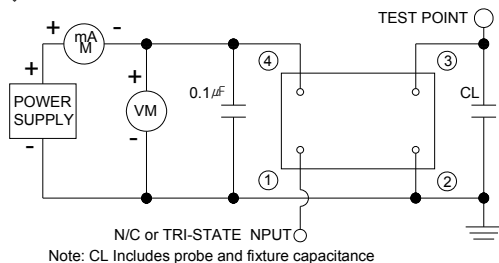 TEST POINT
+ mA M -
4 3
+ + 0.1μF CL
POWER SUPPLY VM
- -
1 2
N/C or TRI-STATE NPUT
Note: CL Includes probe and fixture capacitance